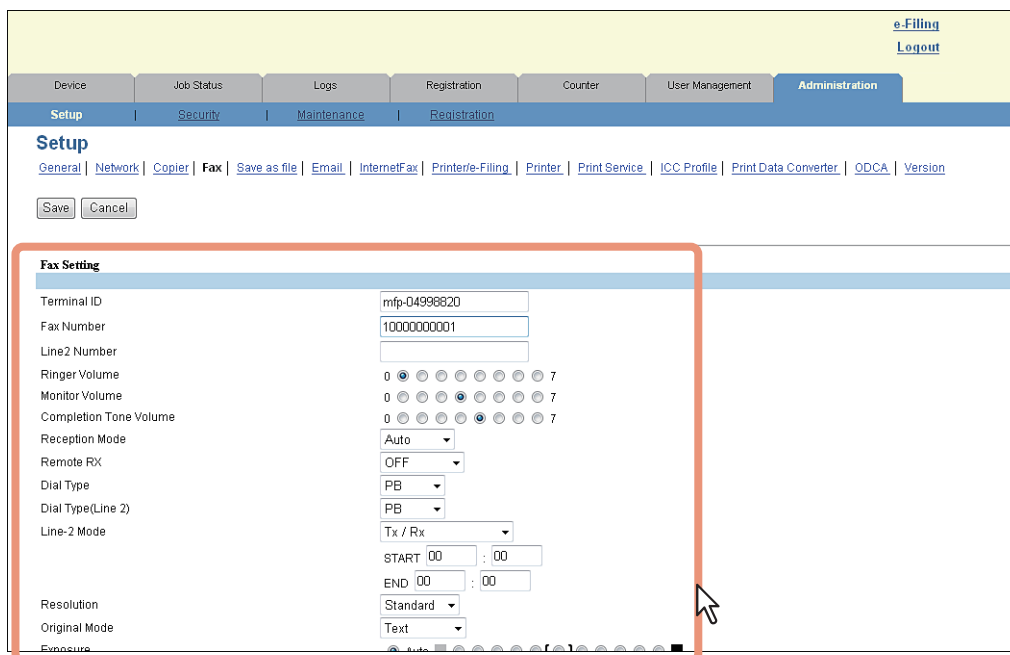 e-Filing
Logout
Device Job Status Logs Registration Counter User Management Administration
Setup | Security | Maintenance | Registration
Setup
General | Network | Copier | Fax | Save as file | Email | InternetFax | Printer/e-Filing | Printer | Print Service | ICC Profile | Print Data Converter | ODCA | Version
Save Cancel
Fax Setting
Terminal ID mfp-04998820
Fax Number 10000000001
Line2 Number
Ringer Volume 0 7
Monitor Volume 0 7
Completion Tone Volume 0 7
Reception Mode Auto
Remote RX OFF
Dial Type PB
Dial Type(Line 2) PB
Line-2 Mode Tx / Rx
START 00 : 00
END 00 : 00
Resolution Standard
Original Mode Text
Exposure Auto